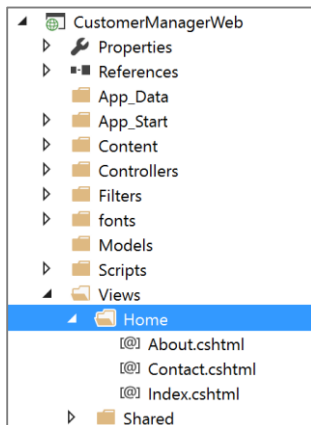 CustomerManagerWeb
Properties
References
App_Data
App_Start
Content
Controllers
Filters
fonts
Models
Scripts
Views
Home
[@] About.cshtml
[@] Contact.cshtml
[@] Index.cshtml
Shared